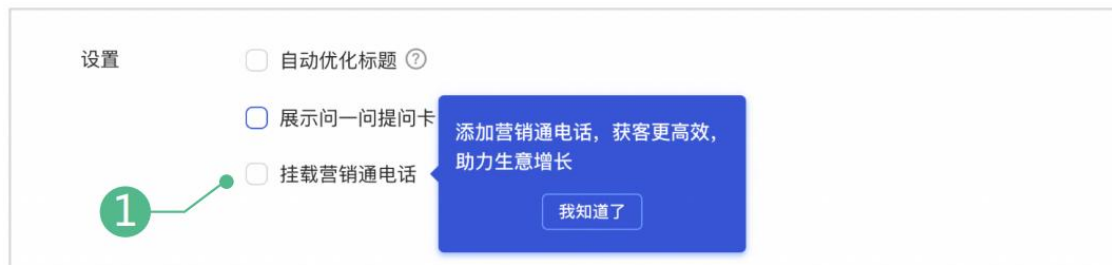 设置
自动优化标题 ?
展示问一问提问卡
添加营销通电话，获客更高效，
助力生意增长
挂载营销通电话
我知道了
1